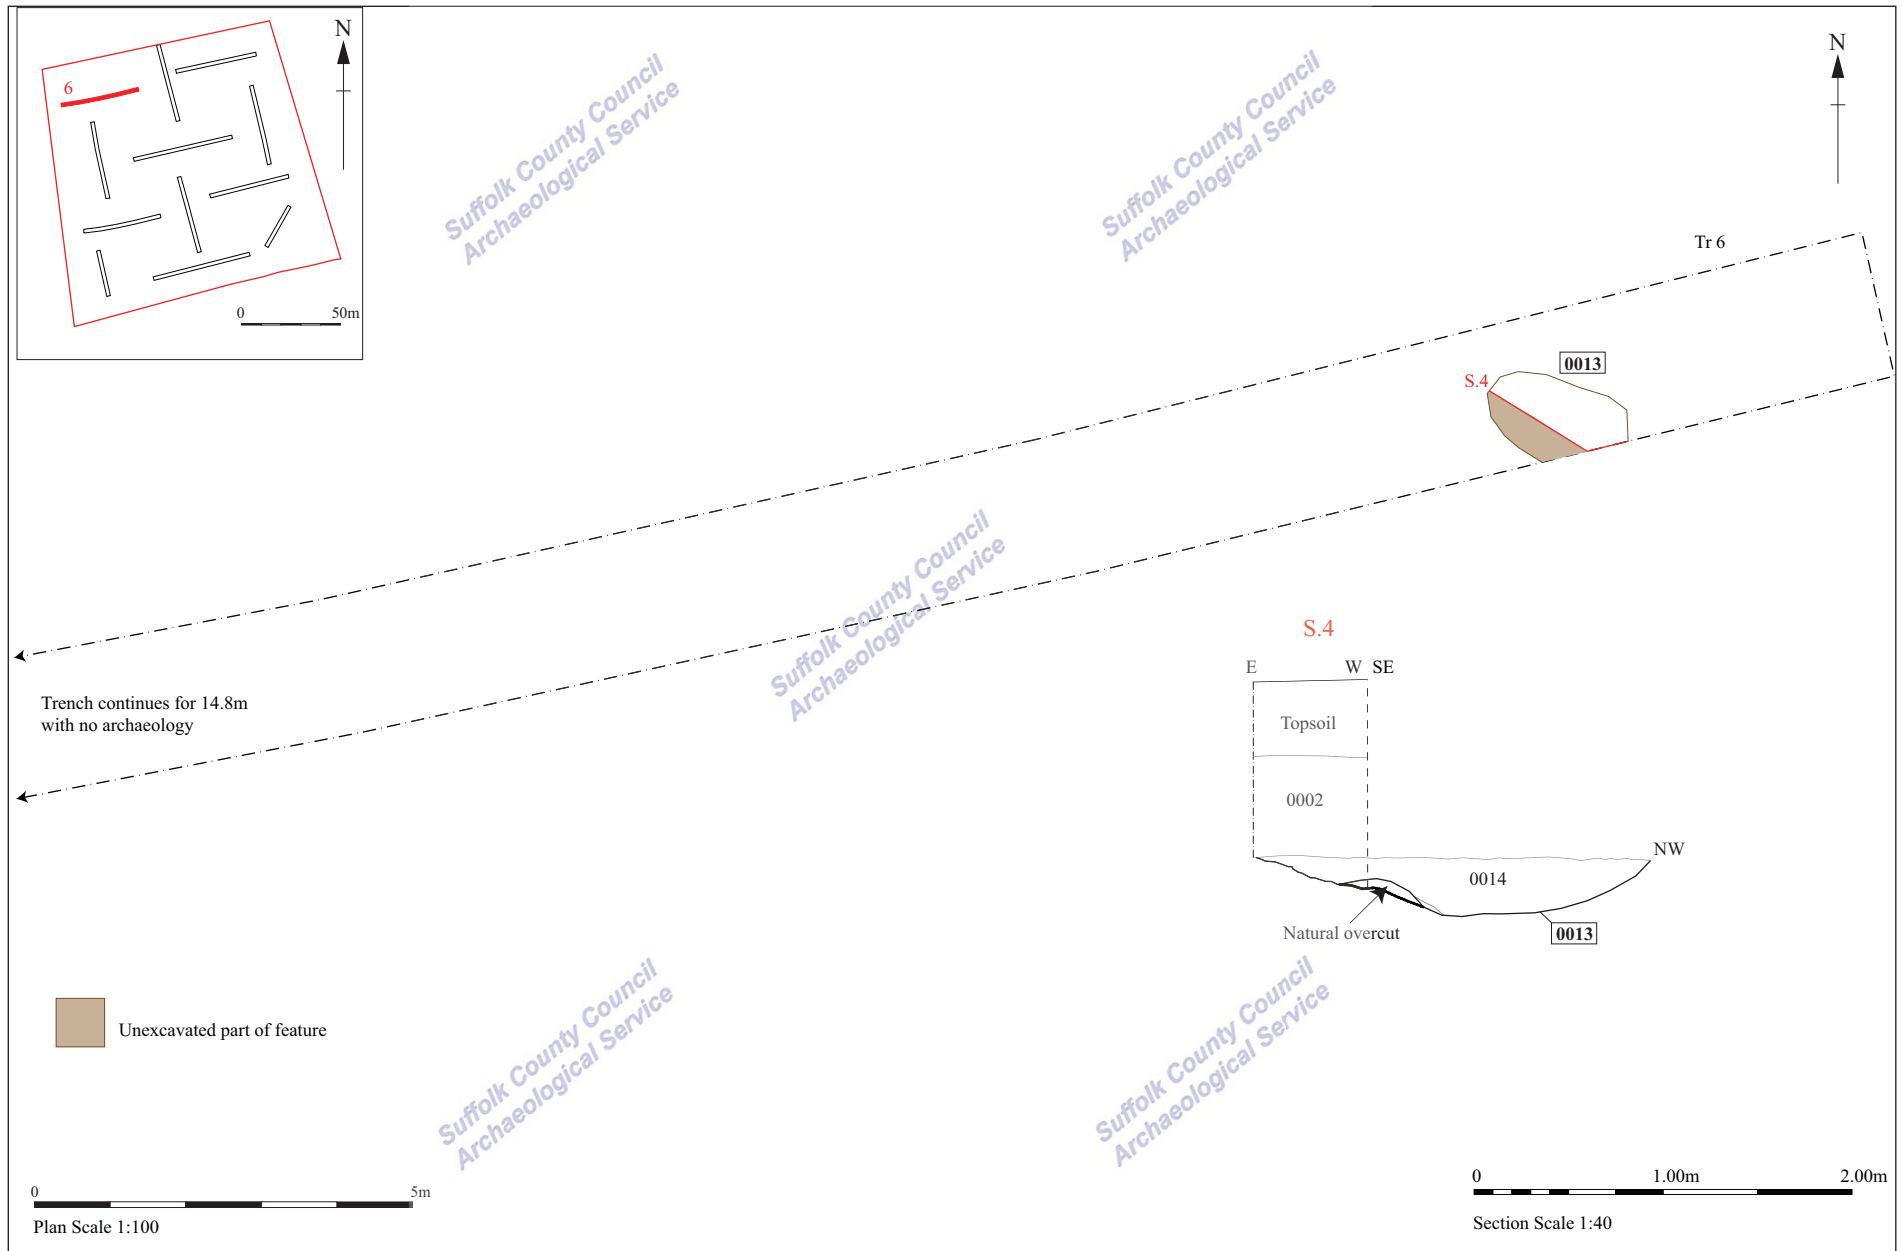 N
6
0
50m
Suffolk County Council
Archaeological Service
Suffolk County Council
Archaeological Service
N
Tr 6
0013
S.4
Suffolk County Council
Archaeological Service
Trench continues for 14.8m
with no archaeology
S.4
E
W
SE
Topsoil
0002
NW
0014
Natural overcut
0013
Unexcavated part of feature
Suffolk County Council
Archaeological Service
Suffolk County Council
Archaeological Service
0
5m
Plan Scale 1:100
0
1.00m
2.00m
Section Scale 1:40